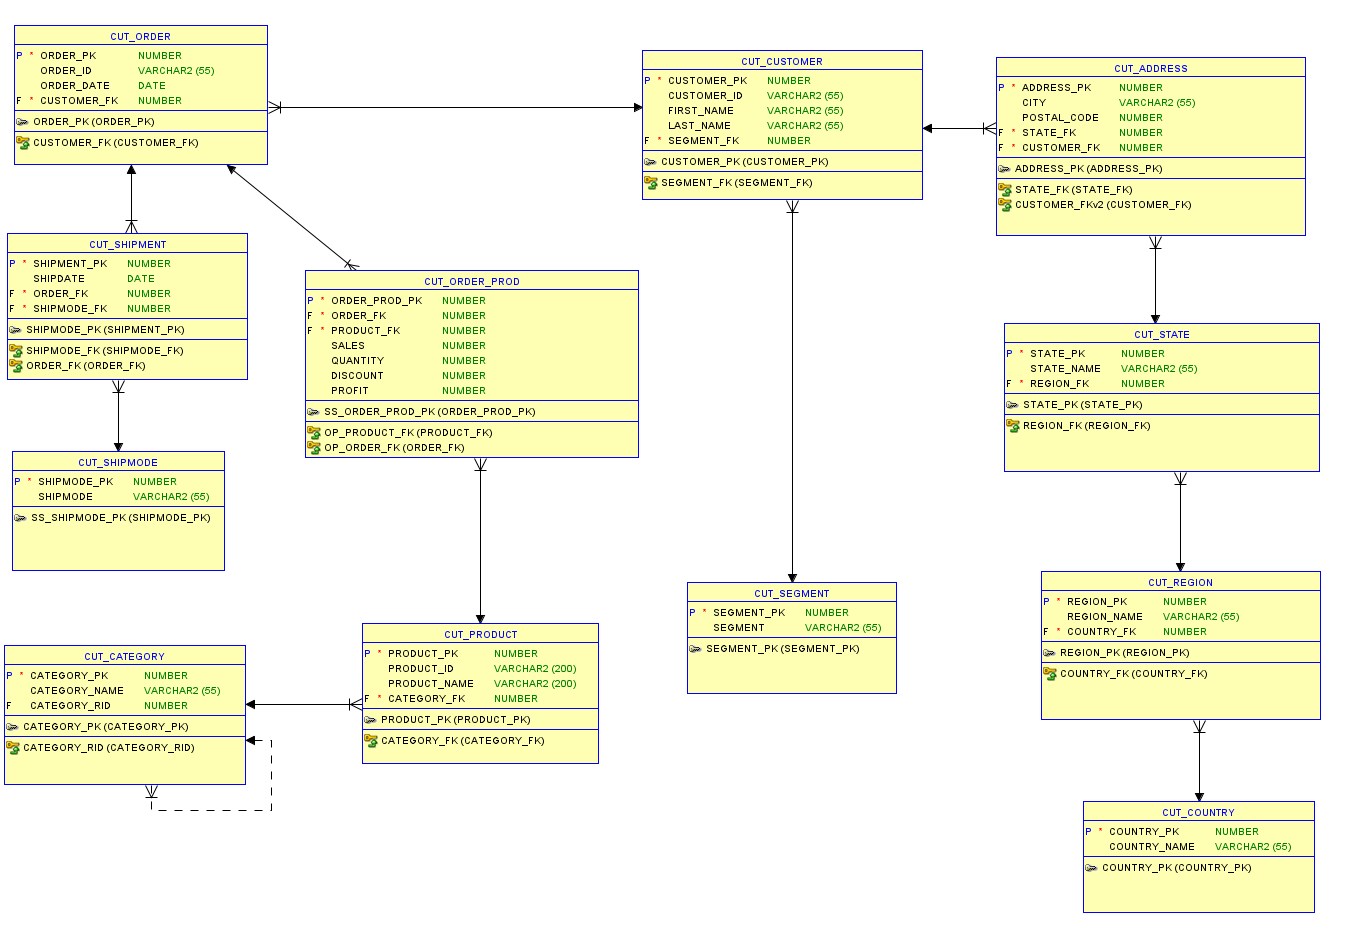 CUT_ORDER
P * ORDER_PK NUMBER
ORDER_ID VARCHAR2 (55)
ORDER_DATE DATE
F * CUSTOMER_FK NUMBER
ORDER_PK (ORDER_PK)
CUSTOMER_FK (CUSTOMER_FK)
CUT_CUSTOMER
P * CUSTOMER_PK NUMBER
CUSTOMER_ID VARCHAR2 (55)
FIRST_NAME VARCHAR2 (55)
LAST_NAME VARCHAR2 (55)
F * SEGMENT_FK NUMBER
CUSTOMER_PK (CUSTOMER_PK)
SEGMENT_FK (SEGMENT_FK)
CUT_ADDRESS
P * ADDRESS_PK NUMBER
CITY VARCHAR2 (55)
POSTAL_CODE NUMBER
F * STATE_FK NUMBER
F * CUSTOMER_FK NUMBER
ADDRESS_PK (ADDRESS_PK)
STATE_FK (STATE_FK)
CUSTOMER_FKv2 (CUSTOMER_FK)
CUT_SHIPMENT
P * SHIPMENT_PK NUMBER
SHIPDATE DATE
F * ORDER_FK NUMBER
F * SHIPMODE_FK NUMBER
SHIPMODE_PK (SHIPMENT_PK)
SHIPMODE_FK (SHIPMODE_FK)
ORDER_FK (ORDER_FK)
CUT_ORDER_PROD
P * ORDER_PROD_PK NUMBER
F * ORDER_FK NUMBER
F * PRODUCT_FK NUMBER
SALES NUMBER
QUANTITY NUMBER
DISCOUNT NUMBER
PROFIT NUMBER
SS_ORDER_PROD_PK (ORDER_PROD_PK)
OP_PRODUCT_FK (PRODUCT_FK)
OP_ORDER_FK (ORDER_FK)
CUT_STATE
P * STATE_PK NUMBER
STATE_NAME VARCHAR2 (55)
F * REGION_FK NUMBER
STATE_PK (STATE_PK)
REGION_FK (REGION_FK)
CUT_SHIPMODE
P * SHIPMODE_PK NUMBER
SHIPMODE VARCHAR2 (55)
SS_SHIPMODE_PK (SHIPMODE_PK)
CUT_SEGMENT
P * SEGMENT_PK NUMBER
SEGMENT VARCHAR2 (55)
SEGMENT_PK (SEGMENT_PK)
CUT_REGION
P * REGION_PK NUMBER
REGION_NAME VARCHAR2 (55)
F * COUNTRY_FK NUMBER
REGION_PK (REGION_PK)
COUNTRY_FK (COUNTRY_FK)
CUT_CATEGORY
P * CATEGORY_PK NUMBER
CATEGORY_NAME VARCHAR2 (55)
F CATEGORY_RID NUMBER
CATEGORY_PK (CATEGORY_PK)
CATEGORY_RID (CATEGORY_RID)
CUT_PRODUCT
P * PRODUCT_PK NUMBER
PRODUCT_ID VARCHAR2 (200)
PRODUCT_NAME VARCHAR2 (200)
F * CATEGORY_FK NUMBER
PRODUCT_PK (PRODUCT_PK)
CATEGORY_FK (CATEGORY_FK)
CUT_COUNTRY
P * COUNTRY_PK NUMBER
COUNTRY_NAME VARCHAR2 (55)
COUNTRY_PK (COUNTRY_PK)